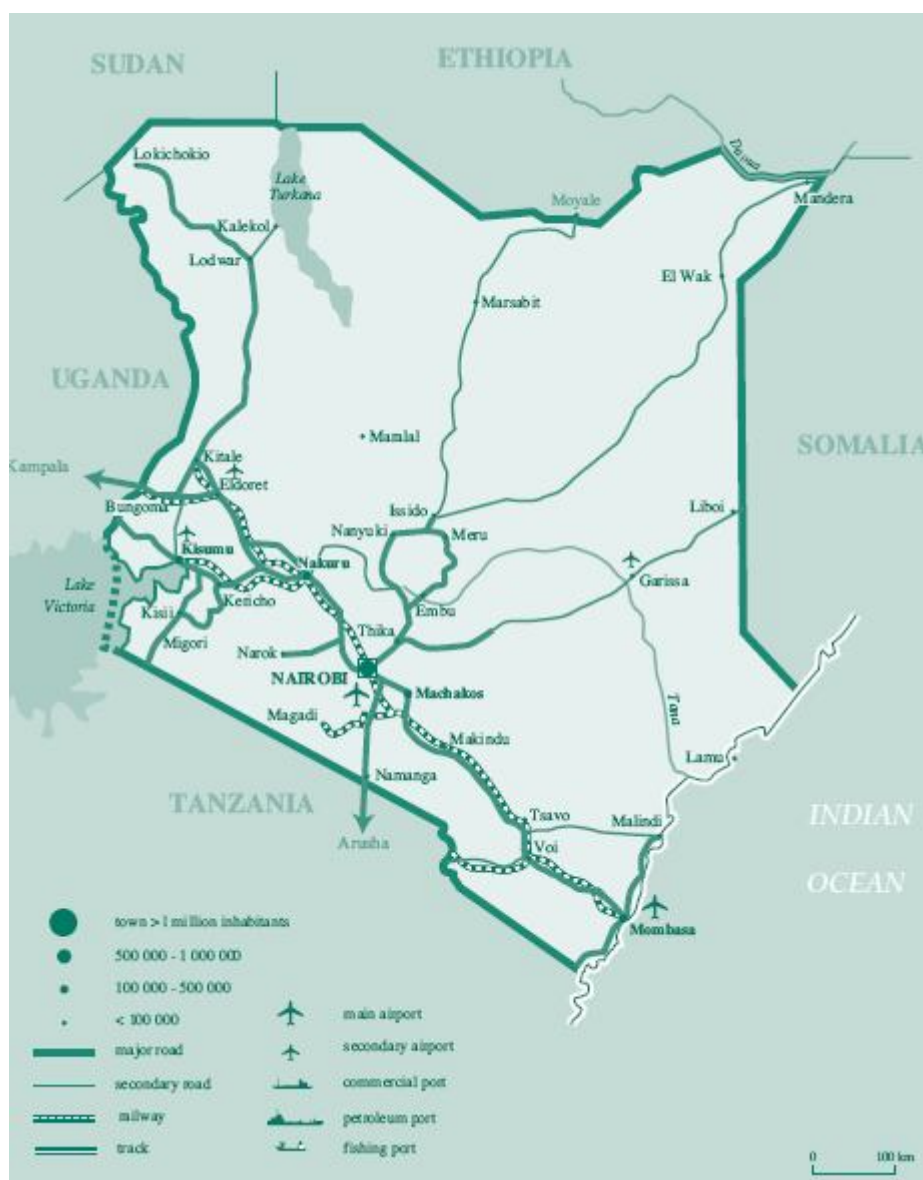 SUDAN
ETHIOPIA
Lokichokio
Lake
Turkana
Daoua
Mandera
Moyale
Kalekol
Lodwar
El Wak
Marsabit
UGANDA
Maralal
SOMALIA
Kampala
Kitale
Eldoret
Bungoma
Issido
Liboi
Nanyuki
Meru
Kisumu
Nakuru
Garissa
Lake
Victoria
Kericho
Embu
Kisii
Migori
Thika
Narok
NAIROBI
Machakos
Magadi
Tana
Makindu
Lamu
Namanga
TANZANIA
Tsavo
Malindi
INDIAN
OCEAN
Arusha
Voi
Mombasa
town > 1 million inhabitants
500 000 - 1 000 000
100 000 - 500 000
< 100 000
major road
secondary road
railway
track
main airport
secondary airport
commercial port
petroleum port
fishing port
0 100 km